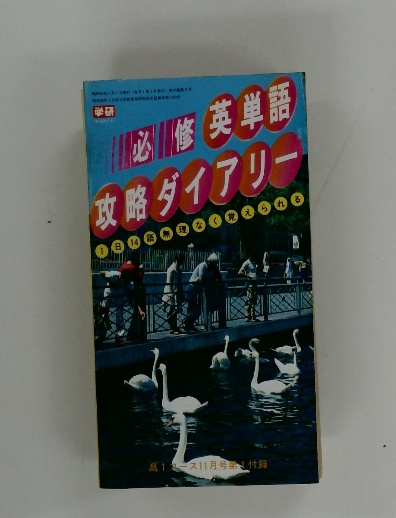 学研
必修英単語
攻略ダイアリー
1日14語無理なく覚えられる
高1コース11月号第1付録